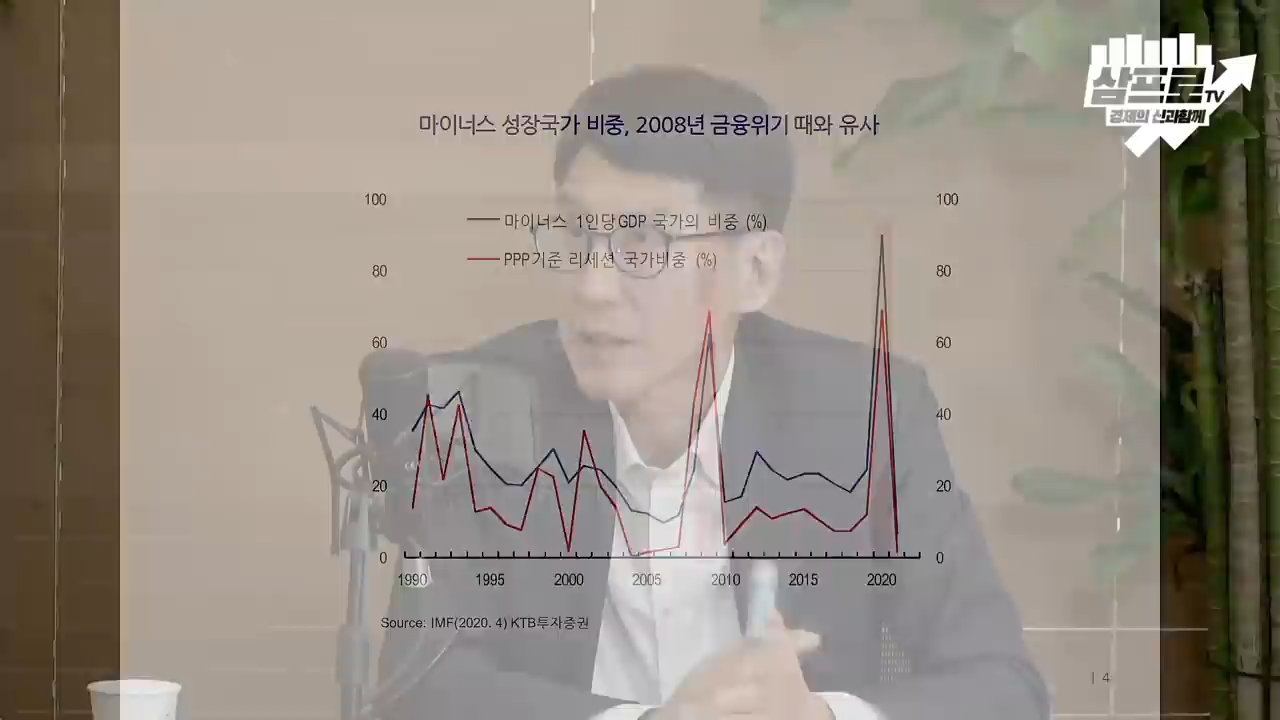 삼프로TV
경제의 신과함께
마이너스 성장국가 비중, 2008년 금융위기 때와 유사
100 100
마이너스 1인당GDP 국가의 비중 (%)
PPP기준 리세션 국가비중 (%)
80 80
60 60
40 40
20 20
0 0
1990 1995 2000 2005 2010 2015 2020
Source: IMF(2020. 4) KTB투자증권
| 4